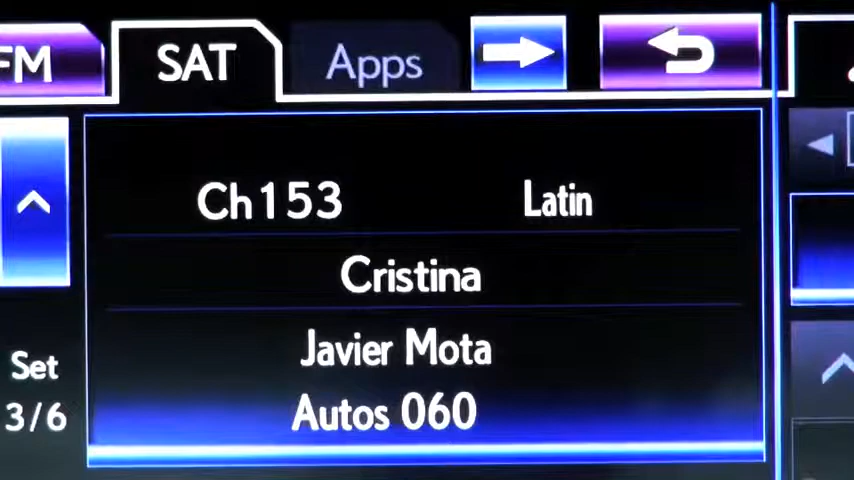 FM SAT Apps
Ch153 Latin
Cristina
Javier Mota
Set
Autos 060
3/6